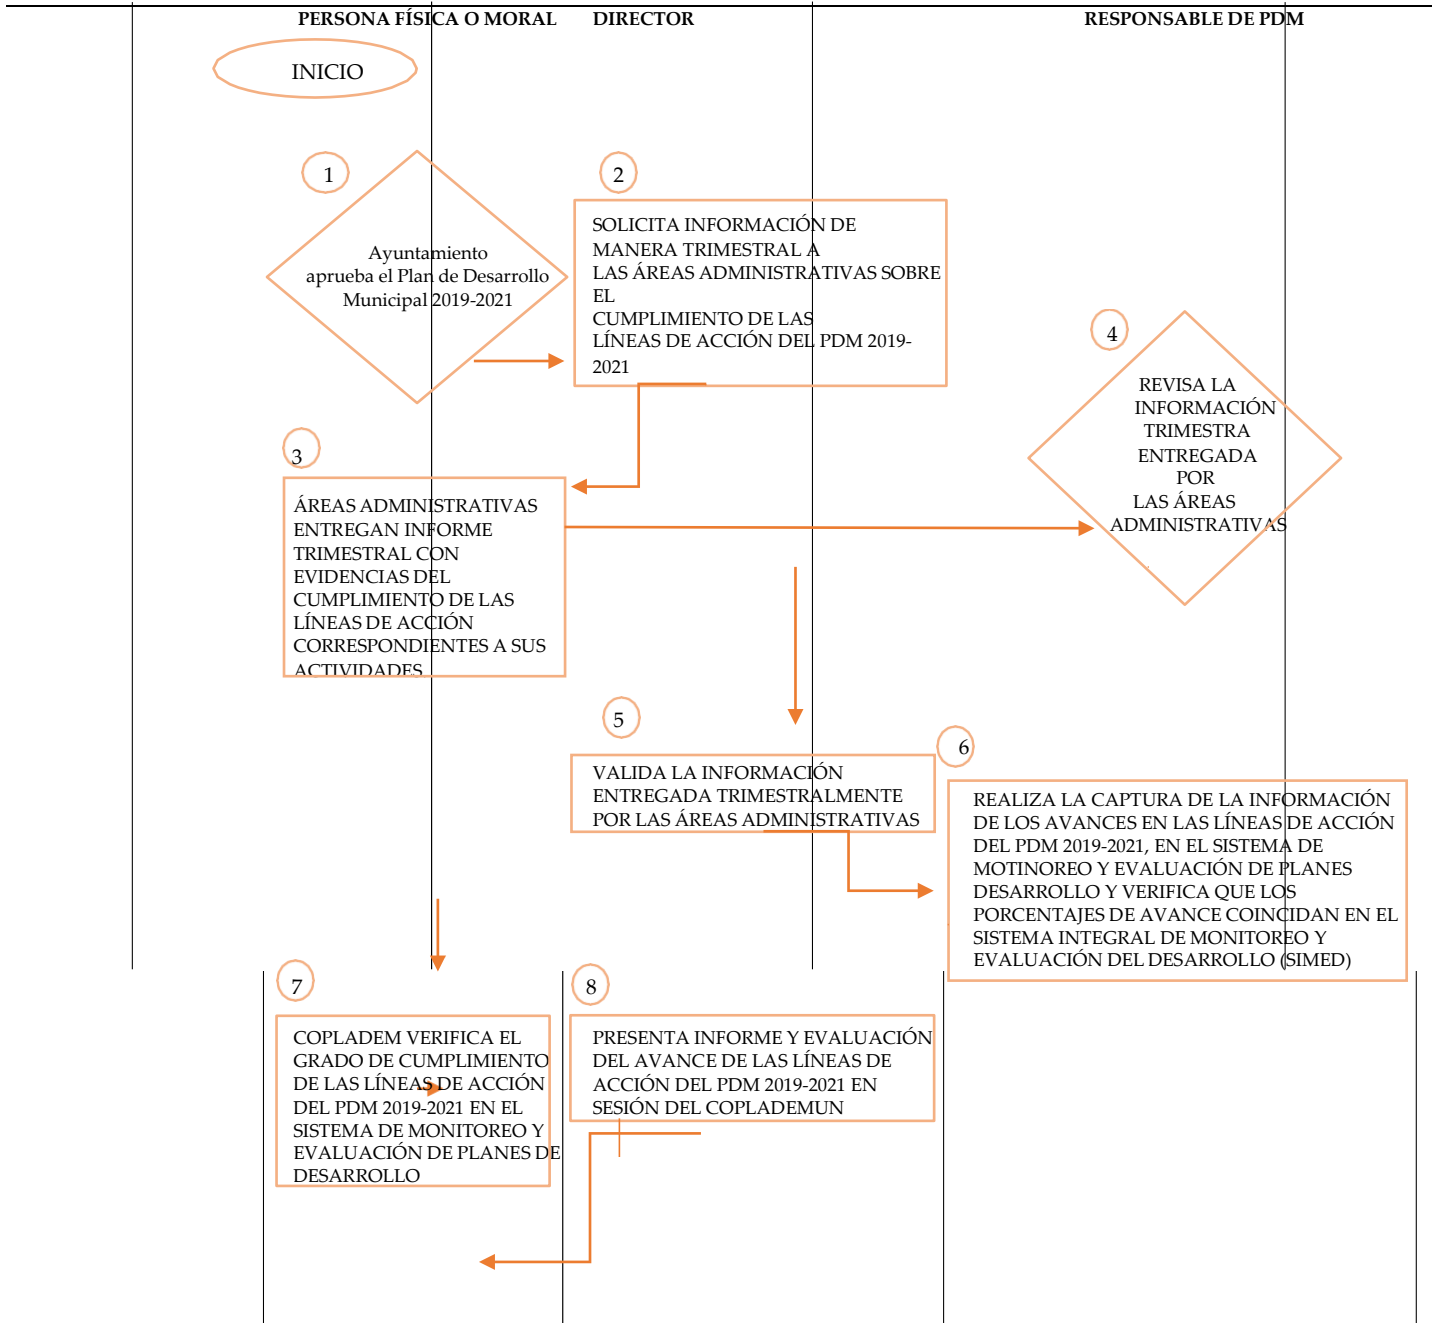 PERSONA FÍSICA O MORAL DIRECTOR RESPONSABLE DE PDM
INICIO
1
Ayuntamiento
aprueba el Plan de Desarrollo
Municipal 2019-2021
2
SOLICITA INFORMACIÓN DE
MANERA TRIMESTRAL A
LAS ÁREAS ADMINISTRATIVAS SOBRE
EL
CUMPLIMIENTO DE LAS
LÍNEAS DE ACCIÓN DEL PDM 2019-
2021
3
ÁREAS ADMINISTRATIVAS
ENTREGAN INFORME
TRIMESTRAL CON
EVIDENCIAS DEL
CUMPLIMIENTO DE LAS
LÍNEAS DE ACCIÓN
CORRESPONDIENTES A SUS
ACTIVIDADES
4
REVISA LA
INFORMACIÓN
TRIMESTRA
ENTREGADA
POR
LAS ÁREAS
ADMINISTRATIVAS
5
VALIDA LA INFORMACIÓN
ENTREGADA TRIMESTRALMENTE
POR LAS ÁREAS ADMINISTRATIVAS
6
REALIZA LA CAPTURA DE LA INFORMACIÓN
DE LOS AVANCES EN LAS LÍNEAS DE ACCIÓN
DEL PDM 2019-2021, EN EL SISTEMA DE
MOTINOREO Y EVALUACIÓN DE PLANES
DESARROLLO Y VERIFICA QUE LOS
PORCENTAJES DE AVANCE COINCIDAN EN EL
SISTEMA INTEGRAL DE MONITOREO Y
EVALUACIÓN DEL DESARROLLO (SIMED)
7
COPLADEM VERIFICA EL
GRADO DE CUMPLIMIENTO
DE LAS LÍNEAS DE ACCIÓN
DEL PDM 2019-2021 EN EL
SISTEMA DE MONITOREO Y
EVALUACIÓN DE PLANES DE
DESARROLLO
8
PRESENTA INFORME Y EVALUACIÓN
DEL AVANCE DE LAS LÍNEAS DE
ACCIÓN DEL PDM 2019-2021 EN
SESIÓN DEL COPLADEMUN